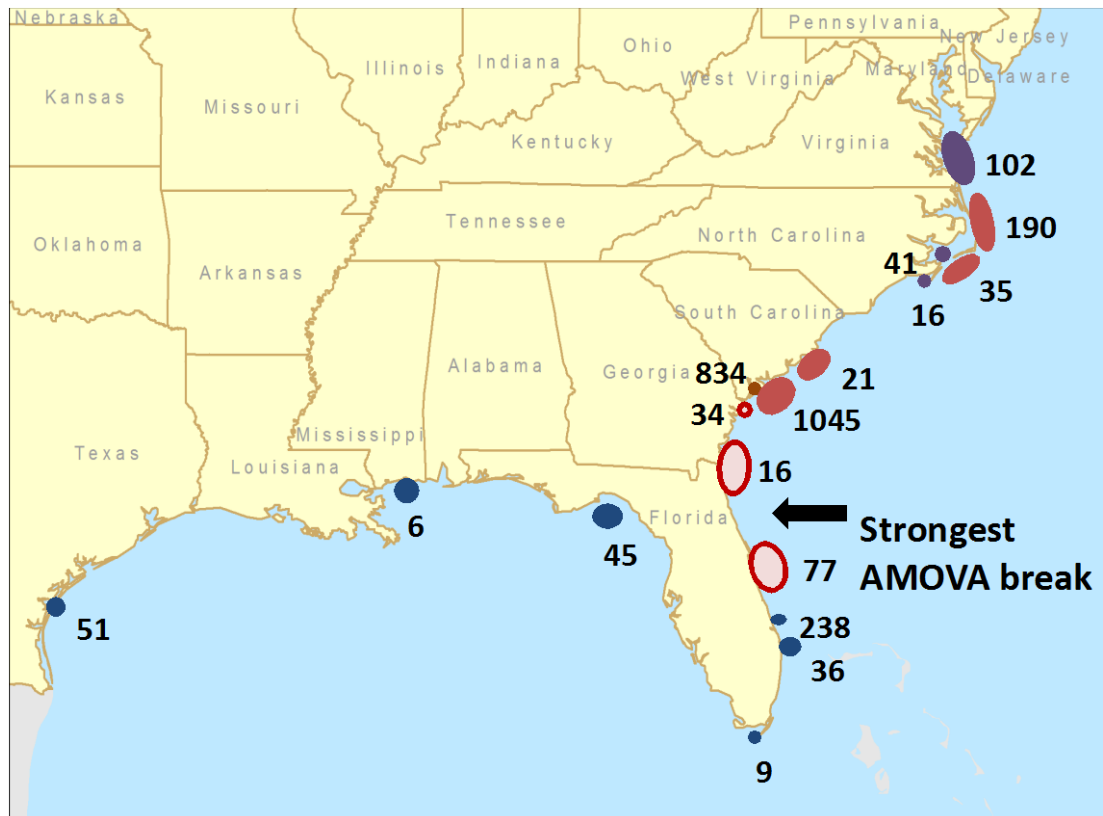 Nebraska
Pennsylvania
New Jersey
Ohio
Illinois
Indiana
Maryland
Delaware
West Virginia
Kansas
Missouri
Kentucky
Virginia
102
Tennessee
North Carolina
190
Oklahoma
Arkansas
41
35
16
South Carolina
Alabama
Georgia
834
21
34
1045
Mississippi
Texas
Louisiana
16
6
45
Florida
Strongest
AMOVA break
77
51
238
36
9